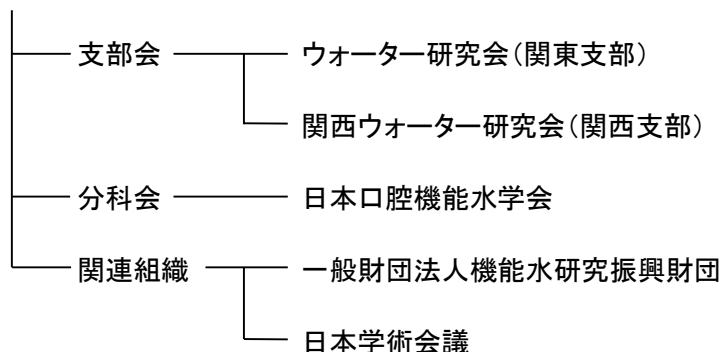 支部会 ウォーター研究会(関東支部)
関西ウォーター研究会(関西支部)
分科会 日本口腔機能水学会
関連組織 一般財団法人機能水研究振興財団
日本学術会議